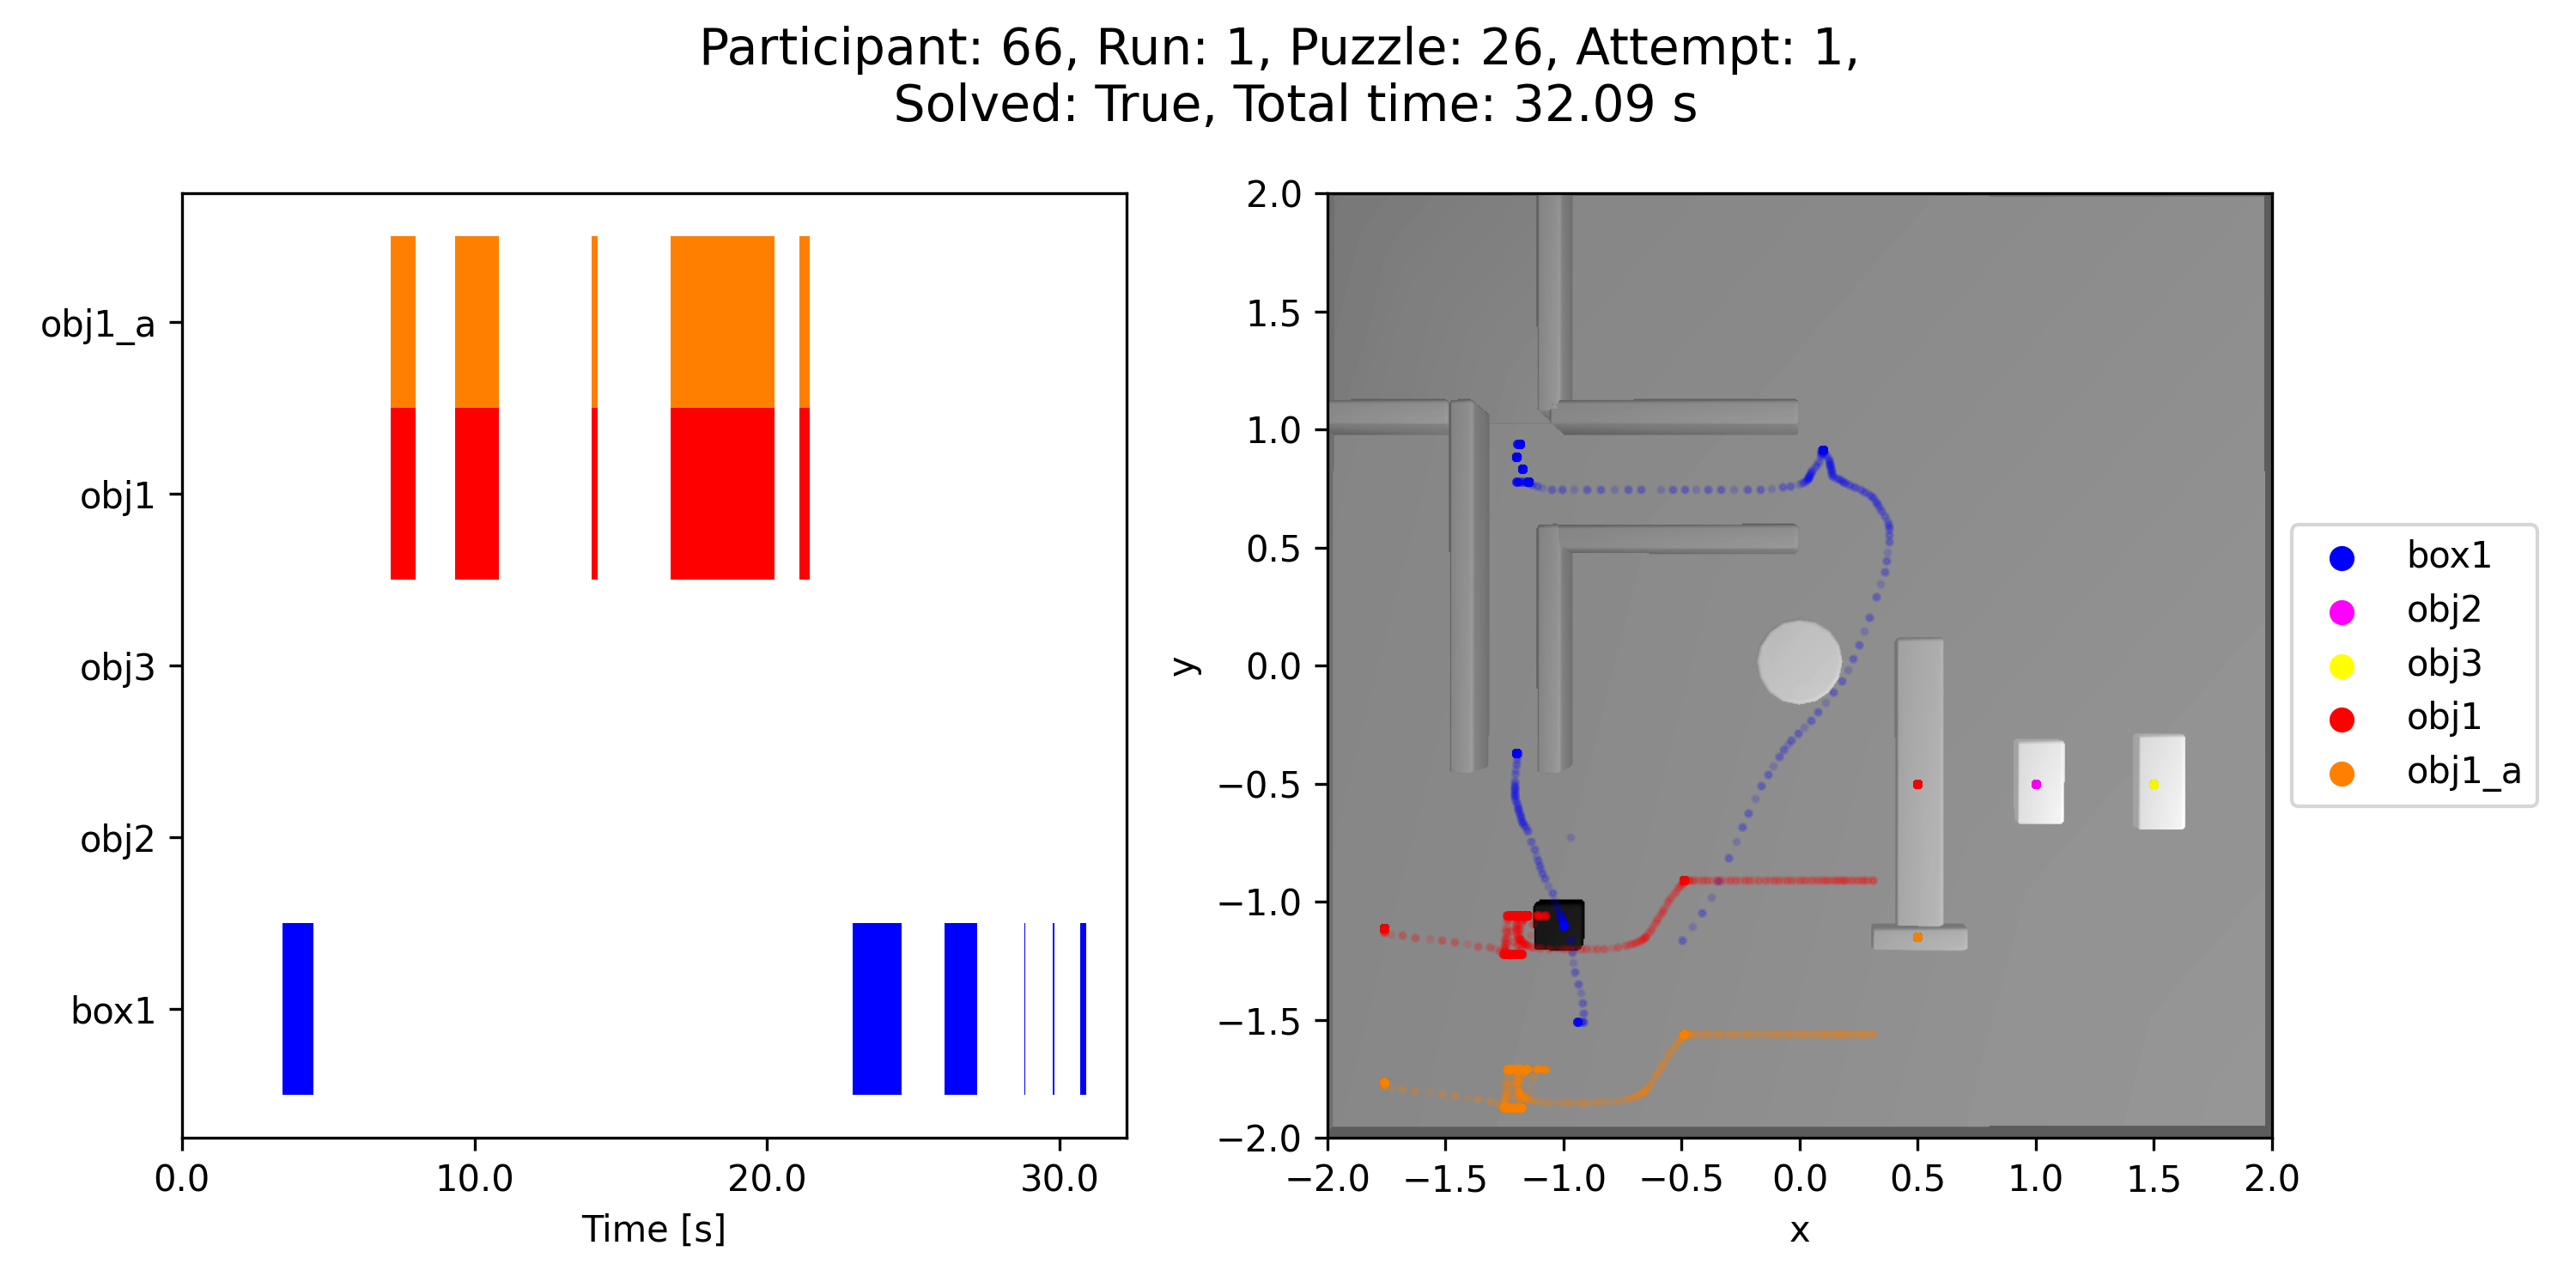 Participant: 66, Run: 1, Puzzle: 26, Attempt: 1,
Solved: True, Total time: 32.09 s
obj1_a
obj1
obj3
obj2
box1
0.0 10.0 20.0 30.0
Time [s]
2.0
1.5
1.0
0.5
0.0
−0.5
−1.0
−1.5
−2.0
y
−2.0 −1.5 −1.0 −0.5 0.0 0.5 1.0 1.5 2.0
x
box1
obj2
obj3
obj1
obj1_a